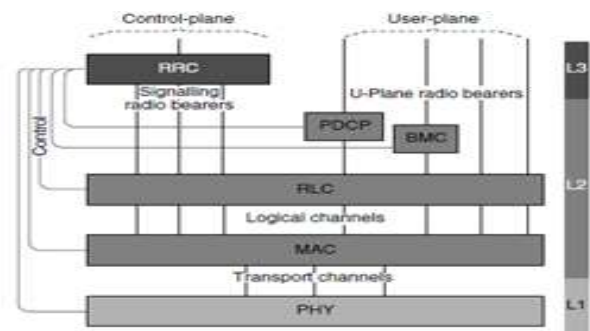 Control-plane User-plane
RRC
L3
Signalling
radio bearers
U-Plane radio bearers
PDCP
BMC
Control
RLC
L2
Logical channels
MAC
Transport channels
PHY
L1